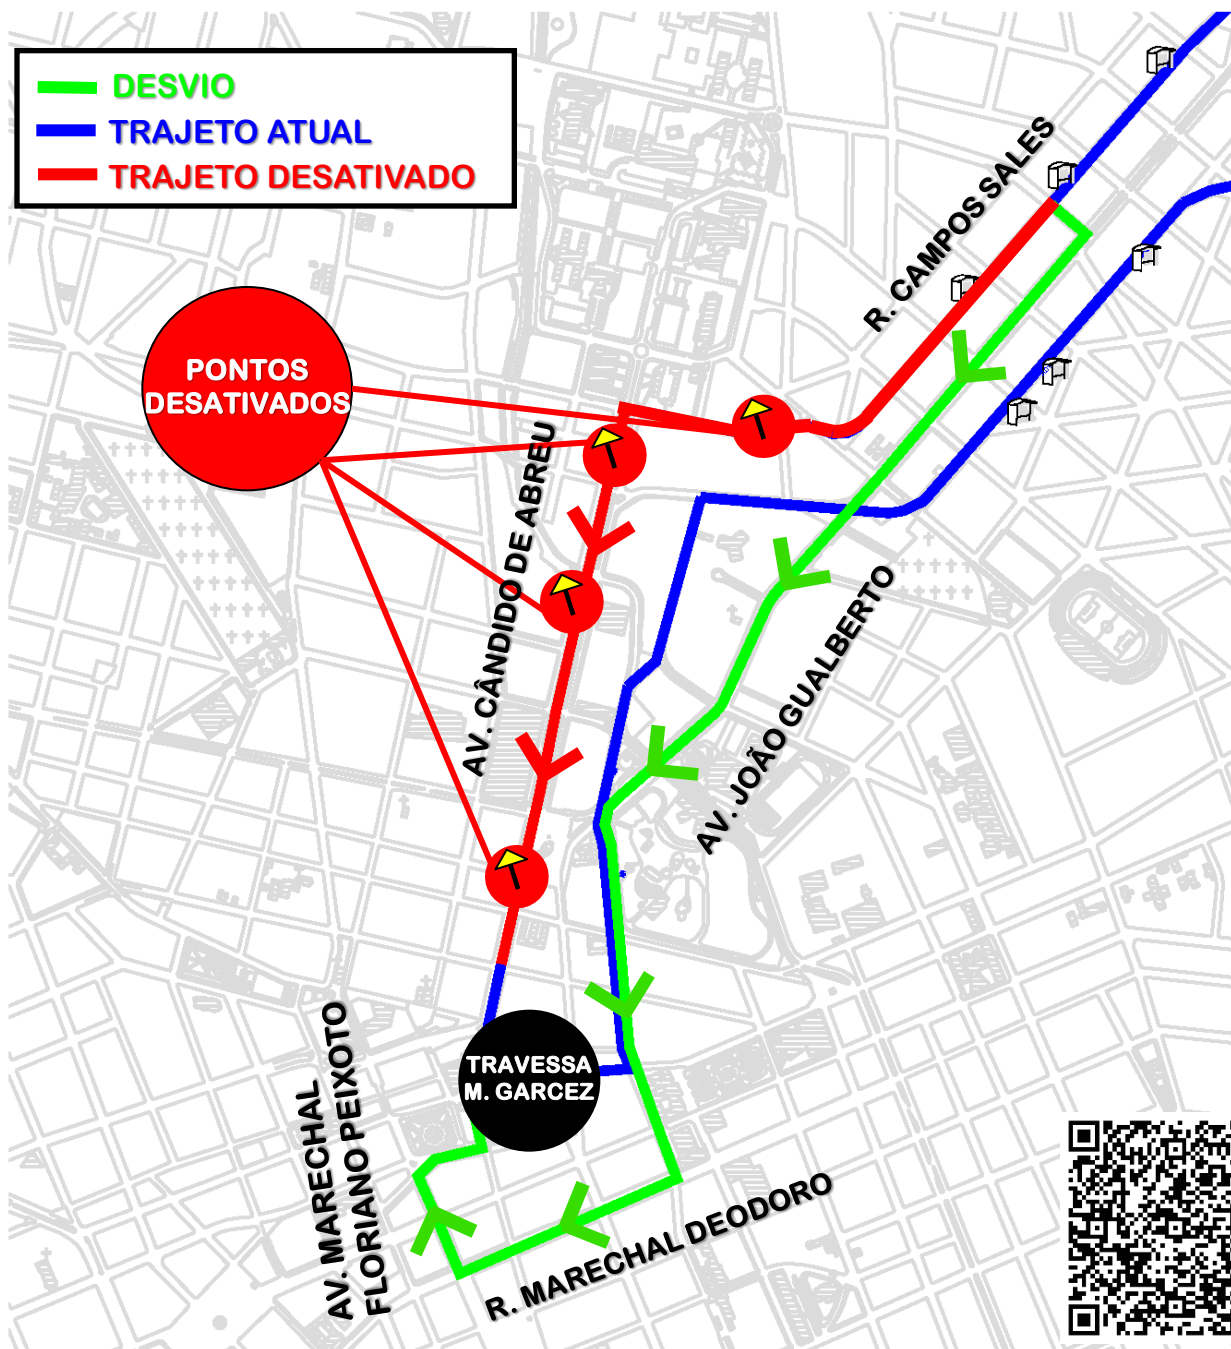 DESVIO
TRAJETO ATUAL
TRAJETO DESATIVADO
R. CAMPOS SALES
PONTOS
DESATIVADOS
AV. CÂNDIDO DE ABREU
AV. JOÃO GUALBERTO
TRAVESSA
M. GARCEZ
AV. MARECHAL
FLORIANO PEIXOTO
R. MARECHAL DEODORO